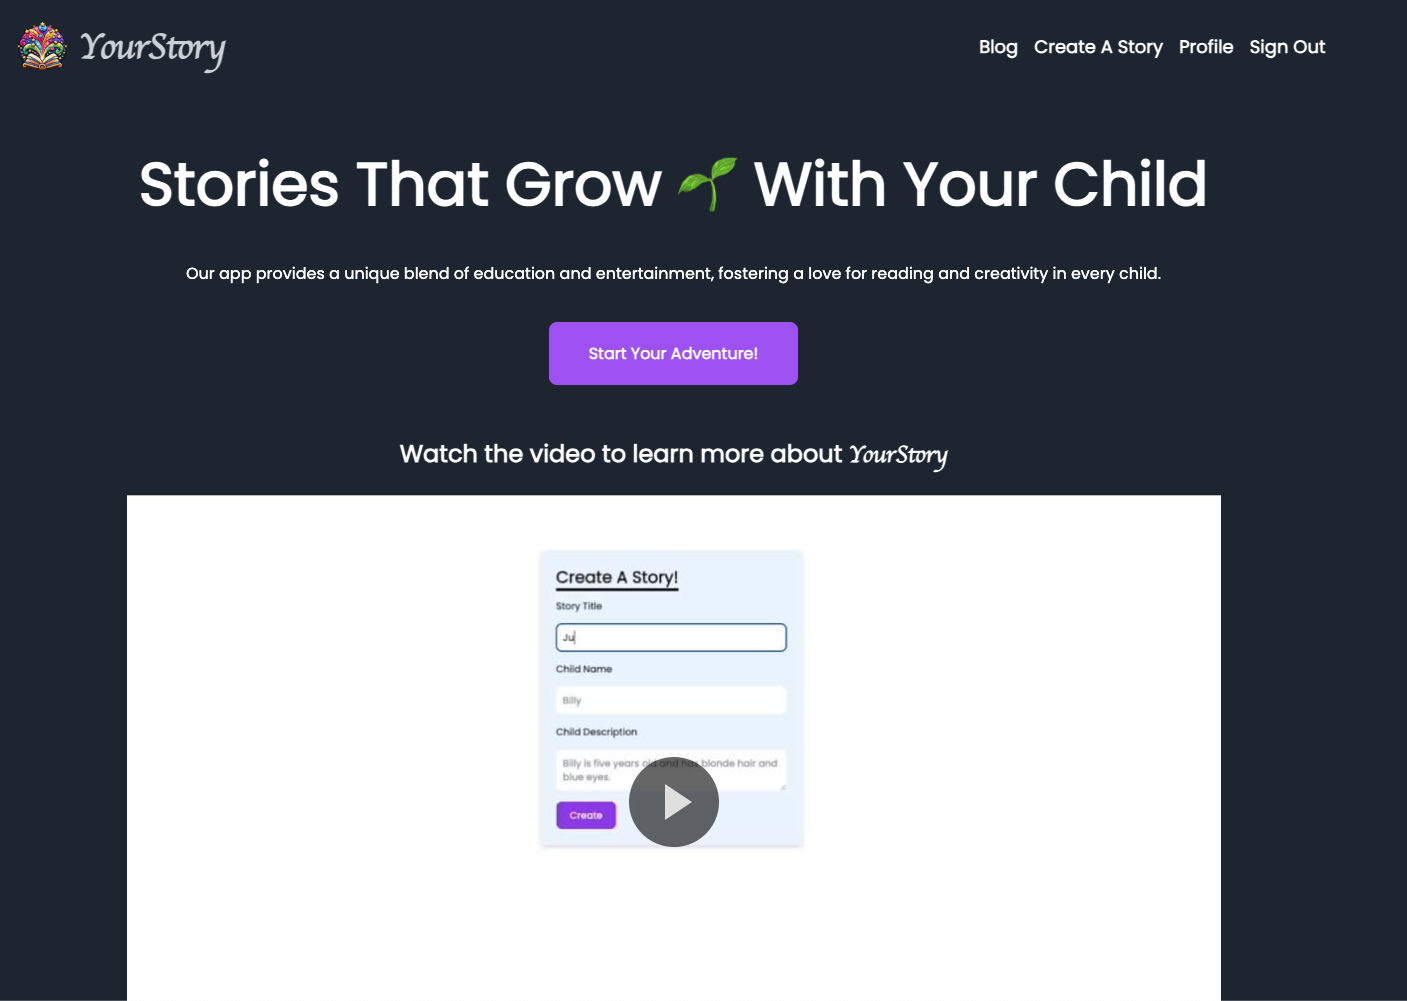 YourStory
Blog Create A Story Profile Sign Out
Stories That Grow 🌱 With Your Child
Our app provides a unique blend of education and entertainment, fostering a love for reading and creativity in every child.
Start Your Adventure!
Watch the video to learn more about YourStory
Create A Story!
Story Title
Ju
Child Name
Billy
Child Description
Billy is five years old and has blonde hair and
blue eyes.
Create